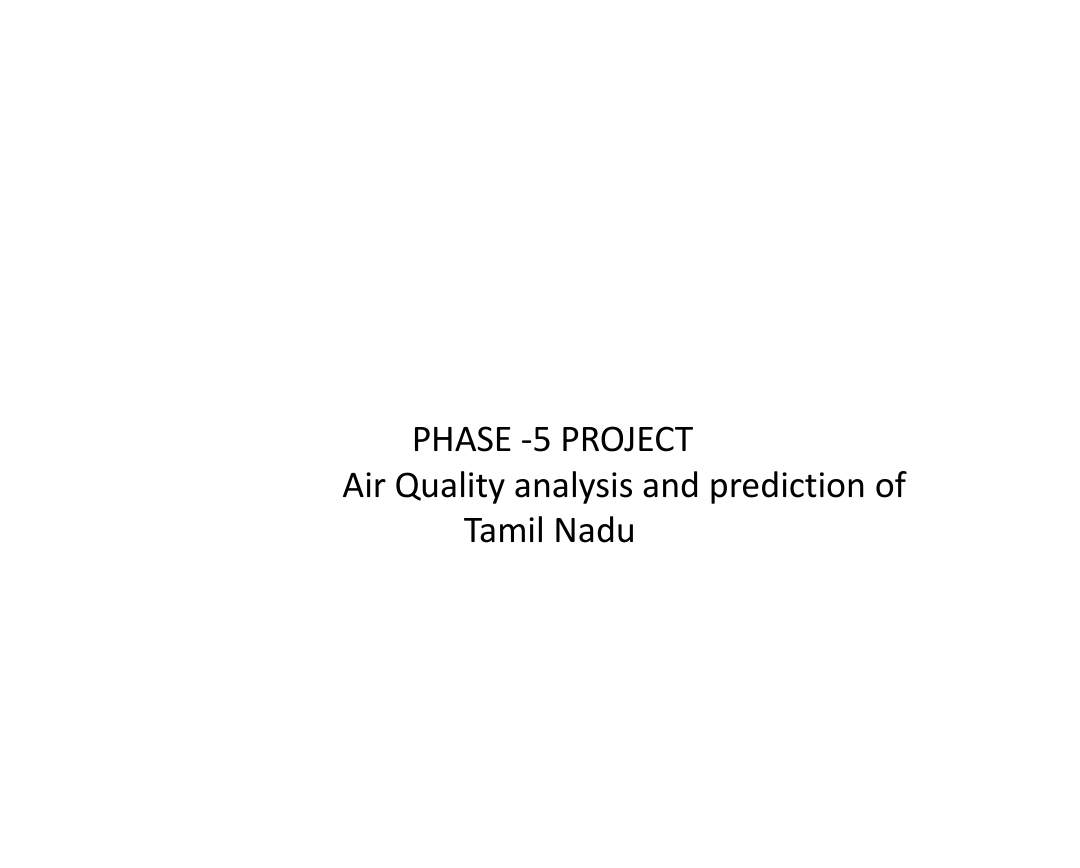 PHASE -5 PROJECT
Air Quality analysis and prediction of
Tamil Nadu